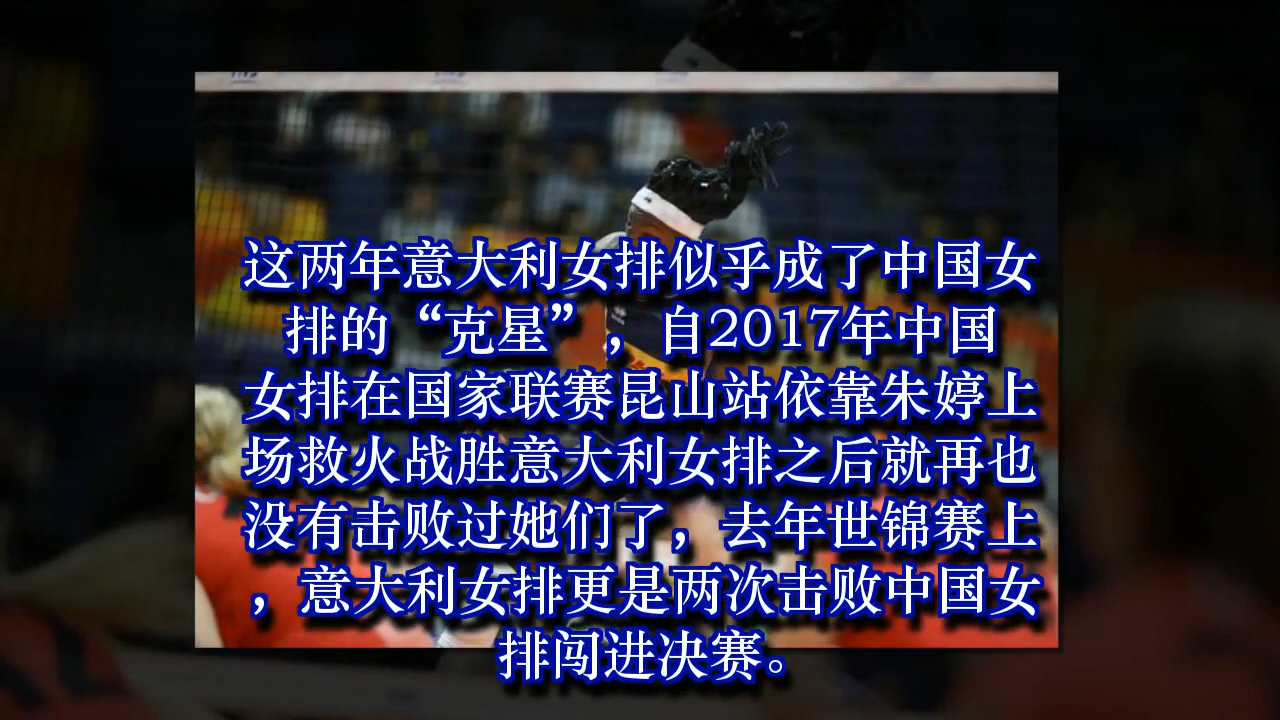 这两年意大利女排似乎成了中国女
排的“克星”，自2017年中国
女排在国家联赛昆山站依靠朱婷上
场救火战胜意大利女排之后就再也
没有击败过她们了，去年世锦赛上
，意大利女排更是两次击败中国女
排闯进决赛。